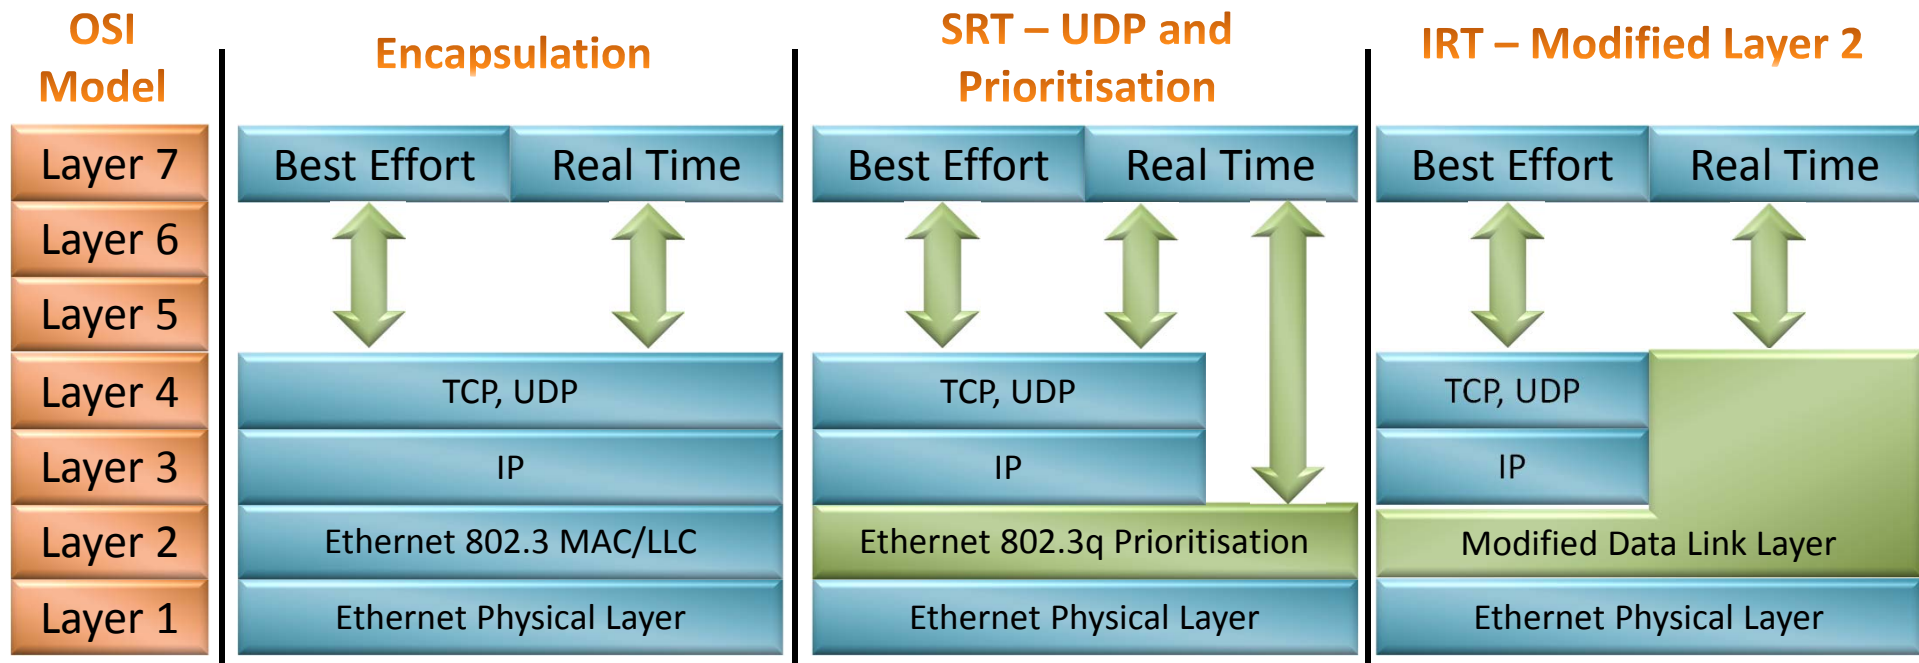 OSI
Model
Layer 7
Layer 6
Layer 5
Layer 4
Layer 3
Layer 2
Layer 1
Encapsulation
Best Effort
Real Time
TCP, UDP
IP
Ethernet 802.3 MAC/LLC
Ethernet Physical Layer
SRT – UDP and
Prioritisation
Best Effort
Real Time
TCP, UDP
IP
Ethernet 802.3q Prioritisation
Ethernet Physical Layer
IRT – Modified Layer 2
Best Effort
Real Time
TCP, UDP
IP
Modified Data Link Layer
Ethernet Physical Layer